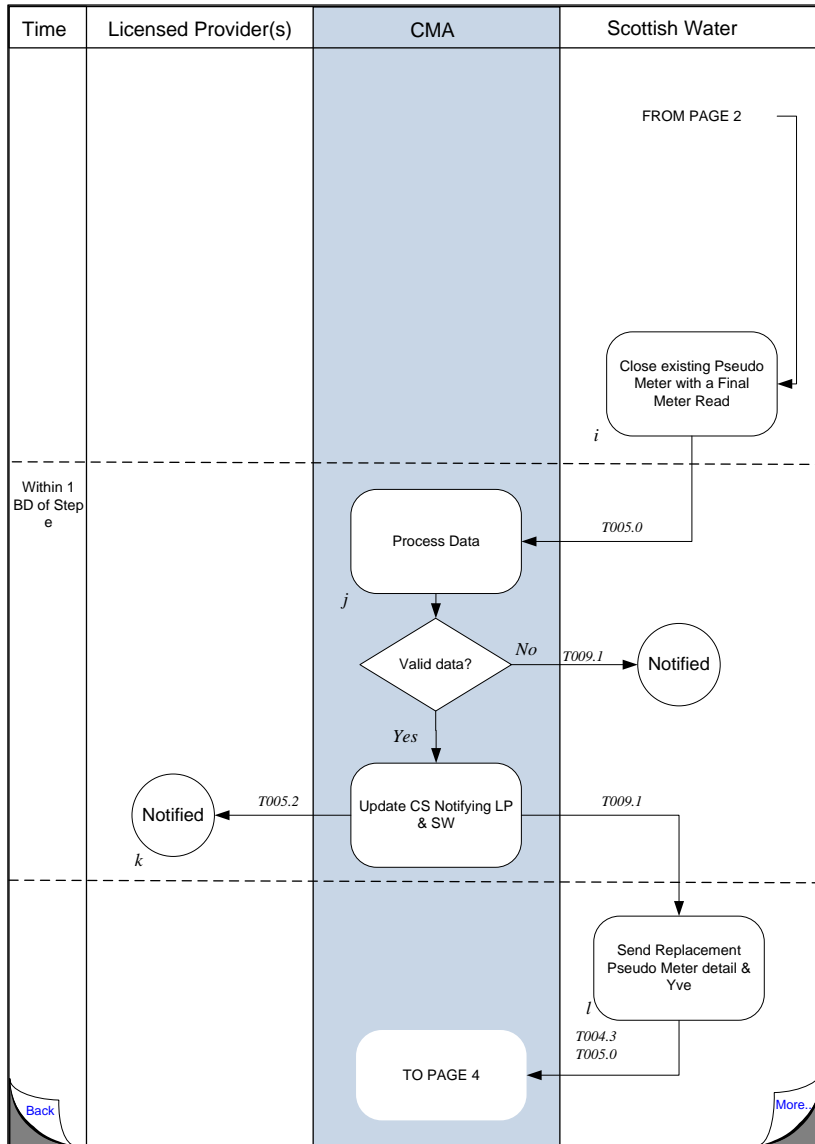 Time
Licensed Provider(s)
CMA
Scottish Water
FROM PAGE 2
Close existing Pseudo
Meter with a Final
Meter Read
i
Within 1
BD of Step
e
Process Data
T005.0
j
Valid data?
No
T009.1
Notified
Yes
Notified
k
T005.2
Update CS Notifying LP
& SW
T009.1
Send Replacement
Pseudo Meter detail &
Yve
l
T004.3
T005.0
TO PAGE 4
Back
More...